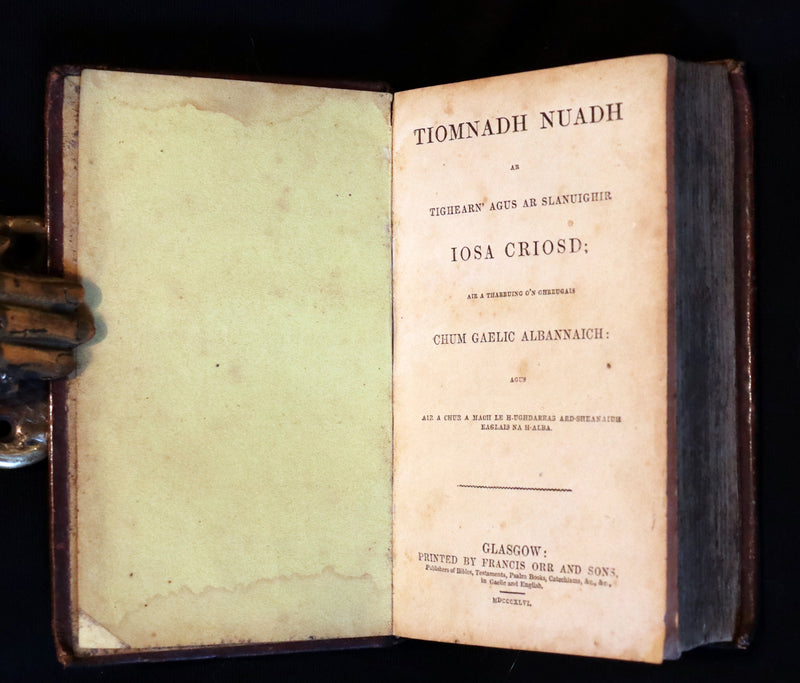 TIOMNADH NUADH
AR
TIGHEARN' AGUS AR SLANUIGHIR
IOSA CRIOSD;
AIR A THARRUING O'N GHREUGAIS
CHUM GAELIC ALBANNAICH:
AGUS
AIR A CHUR A MACH LE H-UGHDARRAS ARD-SHEANAIDH
EAGLAIS NA H-ALBA.
GLASGOW:
PRINTED BY FRANCIS ORR AND SONS,
Publishers of Bibles, Testaments, Psalm Books, Catechisms, &c., &c.,
in Gaelic and English.
MDCCCXLVI.